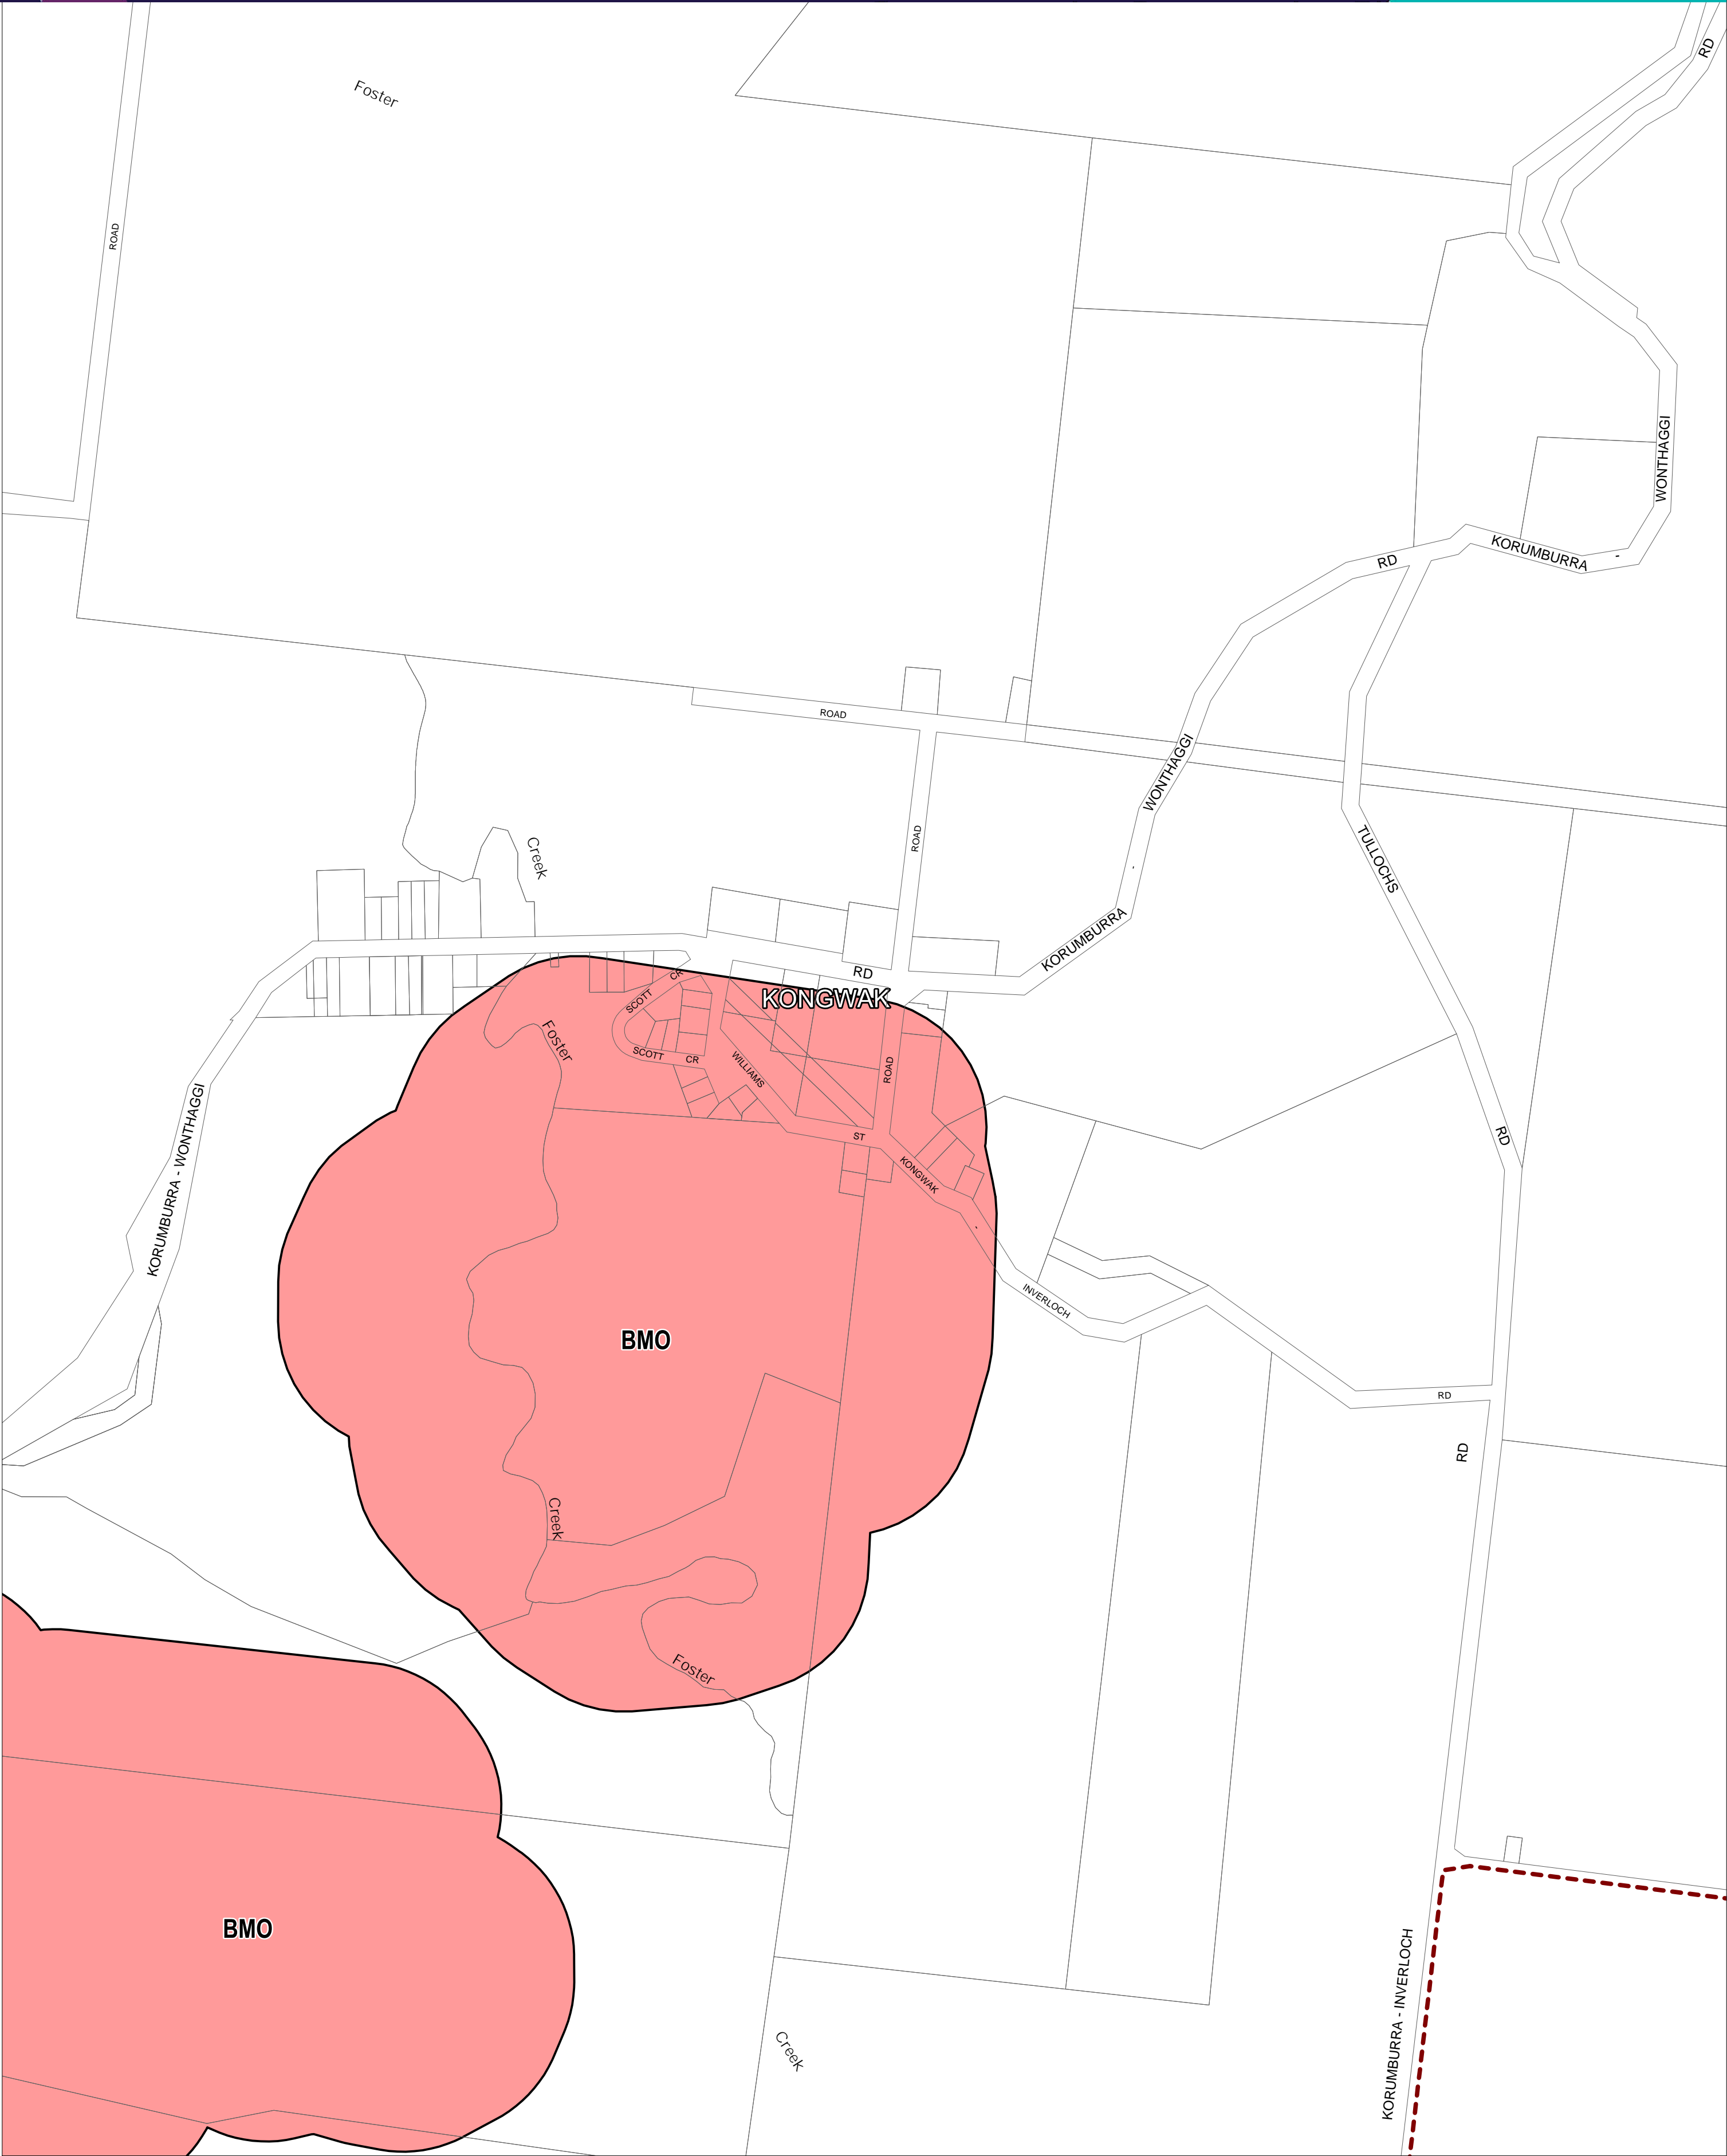 RD
Foster
ROAD
WONTHAGGI
KORUMBURRA -
RD
ROAD
WONTHAGGI
-
KORUMBURRA
ROAD
TULLOCHS
RD
Creek
RD
KONGWAK
SCOTT
CR
SCOTT CR
Foster
WILLIAMS
ROAD
ST
KONGWAK
-
INVERLOCH
RD
KORUMBURRA - WONTHAGGI
BMO
RD
Creek
Foster
BMO
KORUMBURRA - INVERLOCH
Creek